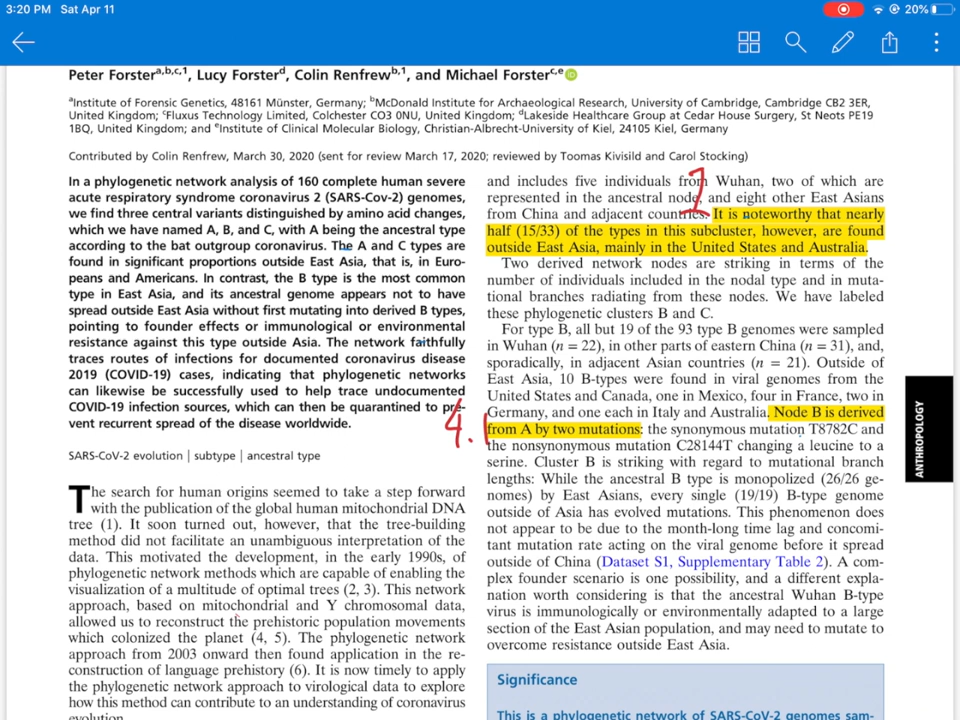 3:20 PM Sat Apr 11
20%
Peter Forster^a,b,c,1, Lucy Forster^d, Colin Renfrew^b,1, and Michael Forster^c,e
^aInstitute of Forensic Genetics, 48161 Münster, Germany; ^bMcDonald Institute for Archaeological Research, University of Cambridge, Cambridge CB2 3ER,
United Kingdom; ^cFluxus Technology Limited, Colchester CO3 0NU, United Kingdom; ^dLakeside Healthcare Group at Cedar House Surgery, St Neots PE19
1BQ, United Kingdom; and ^eInstitute of Clinical Molecular Biology, Christian-Albrecht-University of Kiel, 24105 Kiel, Germany
Contributed by Colin Renfrew, March 30, 2020 (sent for review March 17, 2020; reviewed by Toomas Kivisild and Carol Stocking)
In a phylogenetic network analysis of 160 complete human severe
acute respiratory syndrome coronavirus 2 (SARS-Cov-2) genomes,
we find three central variants distinguished by amino acid changes,
which we have named A, B, and C, with A being the ancestral type
according to the bat outgroup coronavirus. The A and C types are
found in significant proportions outside East Asia, that is, in Euro-
peans and Americans. In contrast, the B type is the most common
type in East Asia, and its ancestral genome appears not to have
spread outside East Asia without first mutating into derived B types,
pointing to founder effects or immunological or environmental
resistance against this type outside Asia. The network faithfully
traces routes of infections for documented coronavirus disease
2019 (COVID-19) cases, indicating that phylogenetic networks
can likewise be successfully used to help trace undocumented
COVID-19 infection sources, which can then be quarantined to pre-
vent recurrent spread of the disease worldwide.
4.1
SARS-CoV-2 evolution | subtype | ancestral type
The search for human origins seemed to take a step forward
with the publication of the global human mitochondrial DNA
tree (1). It soon turned out, however, that the tree-building
method did not facilitate an unambiguous interpretation of the
data. This motivated the development, in the early 1990s, of
phylogenetic network methods which are capable of enabling the
visualization of a multitude of optimal trees (2, 3). This network
approach, based on mitochondrial and Y chromosomal data,
allowed us to reconstruct the prehistoric population movements
which colonized the planet (4, 5). The phylogenetic network
approach from 2003 onward then found application in the re-
construction of language prehistory (6). It is now timely to apply
the phylogenetic network approach to virological data to explore
how this method can contribute to an understanding of coronavirus
evolution.
and includes five individuals from Wuhan, two of which are
represented in the ancestral node, and eight other East Asians
from China and adjacent countries. It is noteworthy that nearly
half (15/33) of the types in this subcluster, however, are found
outside East Asia, mainly in the United States and Australia.
Two derived network nodes are striking in terms of the
number of individuals included in the nodal type and in muta-
tional branches radiating from these nodes. We have labeled
these phylogenetic clusters B and C.
For type B, all but 19 of the 93 type B genomes were sampled
in Wuhan (n = 22), in other parts of eastern China (n = 31), and,
sporadically, in adjacent Asian countries (n = 21). Outside of
East Asia, 10 B-types were found in viral genomes from the
United States and Canada, one in Mexico, four in France, two in
Germany, and one each in Italy and Australia. Node B is derived
from A by two mutations: the synonymous mutation T8782C and
the nonsynonymous mutation C28144T changing a leucine to a
serine. Cluster B is striking with regard to mutational branch
lengths: While the ancestral B type is monopolized (26/26 ge-
nomes) by East Asians, every single (19/19) B-type genome
outside of Asia has evolved mutations. This phenomenon does
not appear to be due to the month-long time lag and concomi-
tant mutation rate acting on the viral genome before it spread
outside of China (Dataset S1, Supplementary Table 2). A com-
plex founder scenario is one possibility, and a different expla-
nation worth considering is that the ancestral Wuhan B-type
virus is immunologically or environmentally adapted to a large
section of the East Asian population, and may need to mutate to
overcome resistance outside East Asia.
Significance
This is a phylogenetic network of SARS-CoV-2 genomes sam-
ANTHROPOLOGY